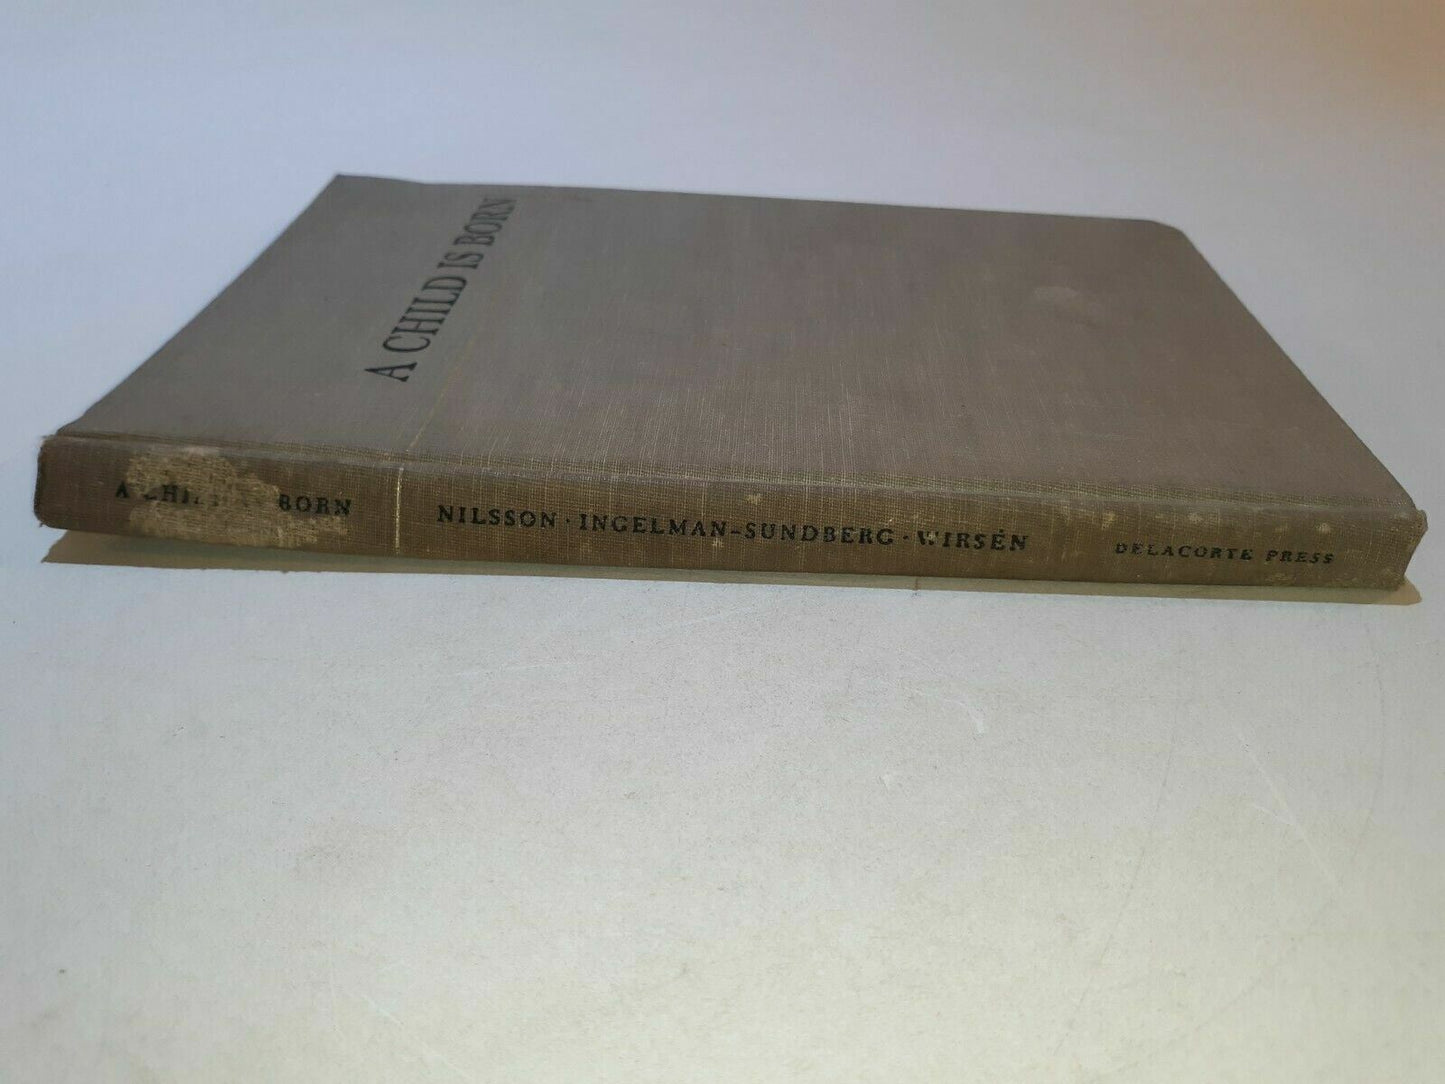 A CHILD IS BORN
BORN
NILSSON · INGELMAN-SUNDBERG · WIRSÉN
DELACORTE PRESS